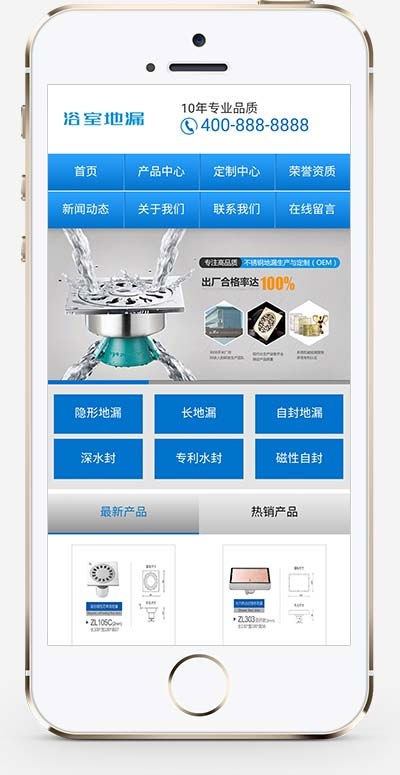 浴室地漏
10年专业品质
400-888-8888
首页 产品中心 定制中心 荣誉资质
新闻动态 关于我们 联系我们 在线留言
专注高品质 不锈钢地漏生产与定制（OEM）
出厂合格率达100%
隐形地漏 长地漏 自封地漏
深水封 专利水封 磁性自封
最新产品 热销产品
ZL105C
ZL303